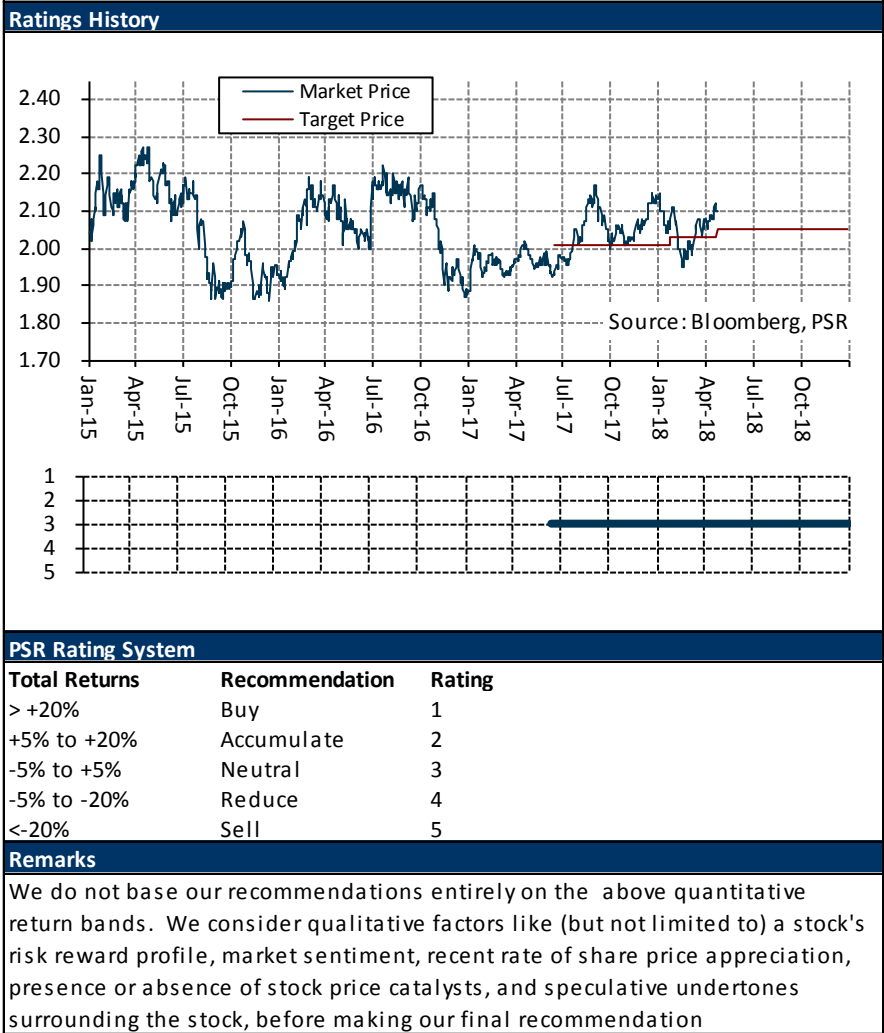 Ratings History
Market Price
Target Price
2.40
2.30
2.20
2.10
2.00
1.90
1.80
1.70
Source: Bloomberg, PSR
Jan-15
Apr-15
Jul-15
Oct-15
Jan-16
Apr-16
Jul-16
Oct-16
Jan-17
Apr-17
Jul-17
Oct-17
Jan-18
Apr-18
Jul-18
Oct-18
1
2
3
4
5
PSR Rating System
Total Returns Recommendation Rating
> +20% Buy 1
+5% to +20% Accumulate 2
-5% to +5% Neutral 3
-5% to -20% Reduce 4
<-20% Sell 5
Remarks
We do not base our recommendations entirely on the above quantitative
return bands. We consider qualitative factors like (but not limited to) a stock's
risk reward profile, market sentiment, recent rate of share price appreciation,
presence or absence of stock price catalysts, and speculative undertones
surrounding the stock, before making our final recommendation